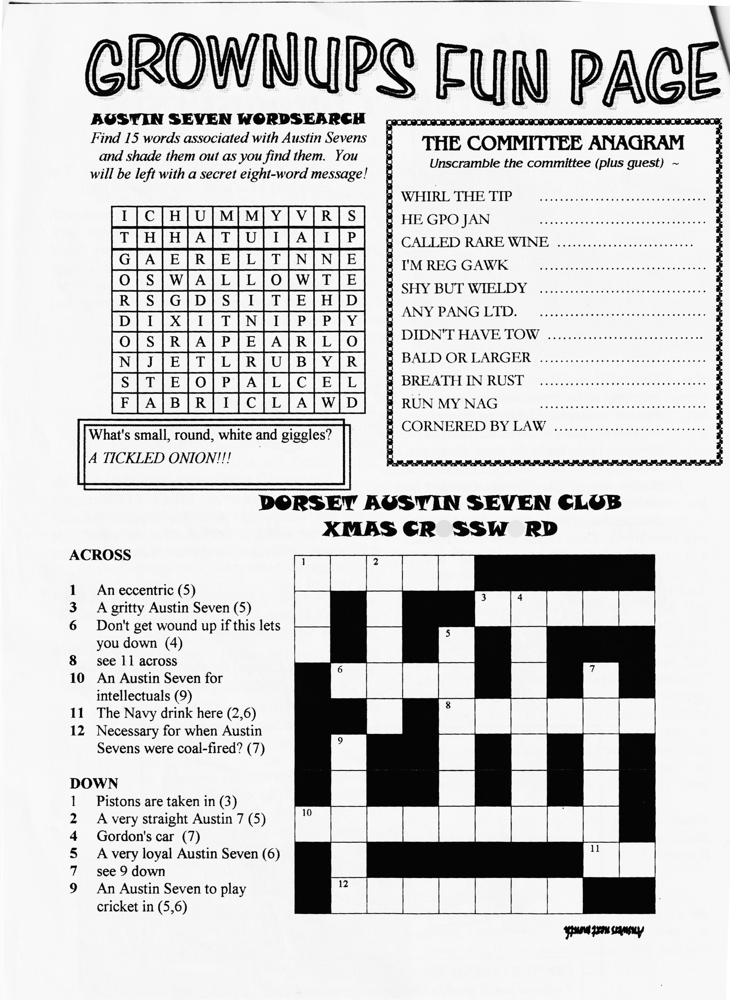 GROWNUPS FUN PAGE
AUSTIN SEVEN WORDSEARCH
Find 15 words associated with Austin Sevens
and shade them out as you find them.  You
will be left with a secret eight-word message!
I C H U M M Y V R S
T H H A T U I A I P
G A E R E L T N N E
O S W A L L O W T E
R S G D S I T E H D
D I X I T N I P P Y
O S R A P E A R L O
N J E T L R U B Y R
S T E O P A L C E L
F A B R I C L A W D
What's small, round, white and giggles?
A TICKLED ONION!!!
THE COMMITTEE ANAGRAM
Unscramble the committee (plus guest) ~
WHIRL THE TIP ................................
HE GPO JAN ................................
CALLED RARE WINE ...........................
I'M REG GAWK ................................
SHY BUT WIELDY ................................
ANY PANG LTD. ................................
DIDN'T HAVE TOW ..............................
BALD OR LARGER ................................
BREATH IN RUST ................................
RUN MY NAG ................................
CORNERED BY LAW .............................
DORSET AUSTIN SEVEN CLUB
XMAS CROSSWORD
ACROSS
1 An eccentric (5)
3 A gritty Austin Seven (5)
6 Don't get wound up if this lets
you down (4)
8 see 11 across
10 An Austin Seven for
intellectuals (9)
11 The Navy drink here (2,6)
12 Necessary for when Austin
Sevens were coal-fired? (7)
DOWN
1 Pistons are taken in (3)
2 A very straight Austin 7 (5)
4 Gordon's car (7)
5 A very loyal Austin Seven (6)
7 see 9 down
9 An Austin Seven to play
cricket in (5,6)
1 2
3 4
5
6 7
8
9
10
11
12
Answers next month